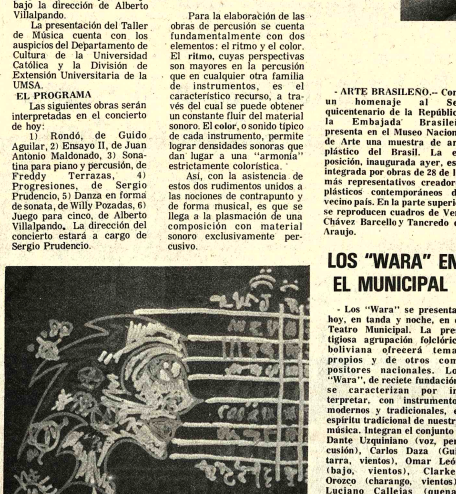 bajo la dirección de Alberto
Villalpando.
La presentación del Taller
de Música cuenta con los
auspicios del Departamento de
Cultura de la Universidad
Católica y la División de
Extensión Universitaria de la
UMSA.
EL PROGRAMA
Las siguientes obras serán
interpretadas en el concierto
de hoy:
1) Rondó, de Guido
Aguilar, 2) Ensayo II, de Juan
Antonio Maldonado, 3) Sona-
tina para piano y percusión, de
Freddy Terrazas, 4)
Progresiones, de Sergio
Prudencio, 5) Danza en forma
de sonata, de Willy Pozadas, 6)
Juego para cinco, de Alberto
Villalpando. La dirección del
concierto estará a cargo de
Sergio Prudencio.
Para la elaboración de las
obras de percusión se cuenta
fundamentalmente con dos
elementos: el ritmo y el color.
El ritmo, cuyas perspectivas
son mayores en la percusión
que en cualquier otra familia
de instrumentos, es el
característico recurso, a tra-
vés del cual se puede obtener
un constante fluir del material
sonoro. El color, o sonido típico
de cada instrumento, permite
lograr densidades sonoras que
dan lugar a una "armonía"
estrictamente colorística.
Así, con la asistencia de
estos dos rudimentos unidos a
las nociones de contrapunto y
de forma musical, es que se
llega a la plasmación de una
composición con material
sonoro exclusivamente per-
cusivo.
- ARTE BRASILEÑO.- Con
un homenaje al Se
quicentenario de la Repúbli
la Embajada Brasile
presenta en el Museo Nacion
de Arte una muestra de ar
plástico del Brasil. La e
posición, inaugurada ayer, es
integrada por obras de 28 de l
más representativos creador
plásticos contemporáneos d
vecino país. En la parte superi
se reproducen cuadros de Ver
Chávez Barcello y Tancredo
Araujo.
LOS "WARA" EN
EL MUNICIPAL
- Los "Wara" se presenta
hoy, en tanda y noche, en
Teatro Municipal. La pres
tigiosa agrupación folclóric
boliviana ofrecerá tema
propios y de otros com
positores nacionales. Lo
"Wara", de reciete fundación
se caracterizan por in
terpretar, con instrumento
modernos y tradicionales, e
espíritu tradicional de nuestr
música. Integran el conjunto
Dante Uzquiniano (voz, per
cusión), Carlos Daza (Gui
tarra, vientos), Omar Leó
(bajo, vientos), Clarke
Orozco (charango, vientos)
Luciano Callejas (quena